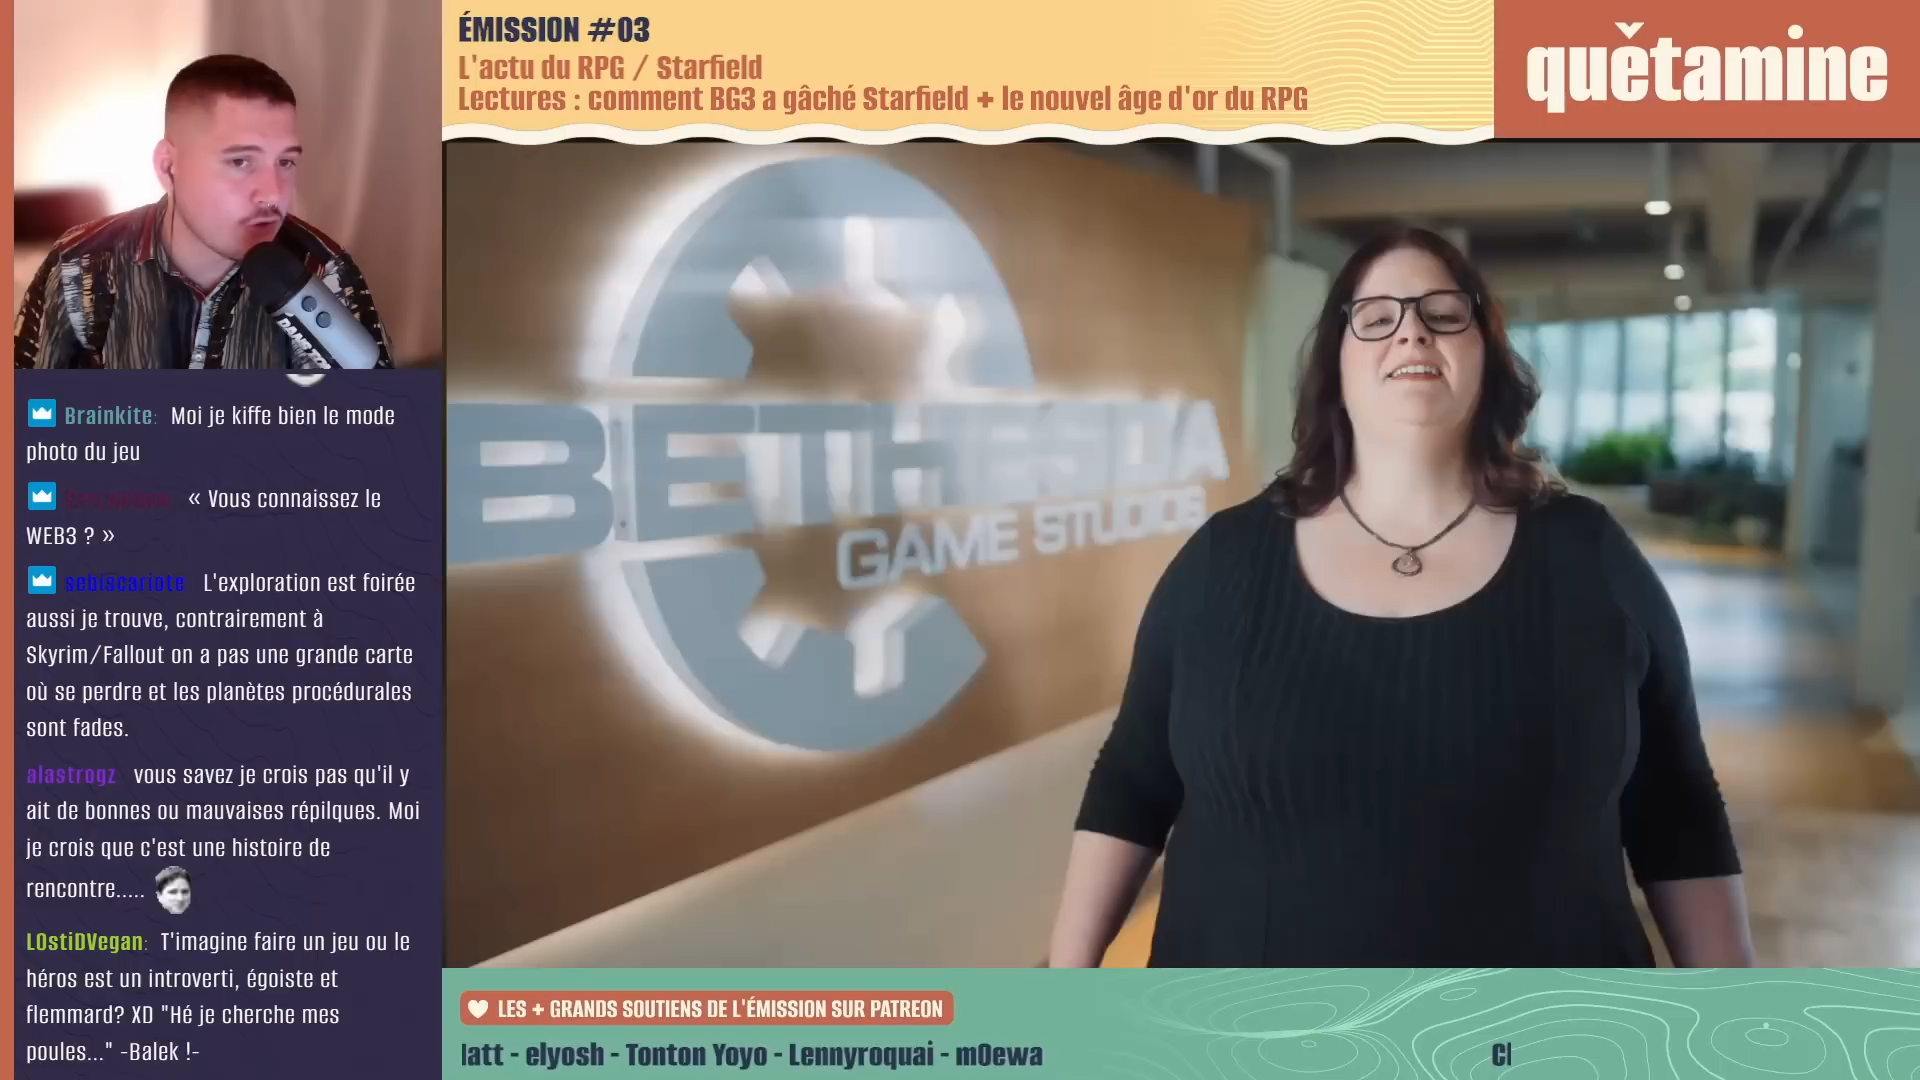 ÉMISSION #03
L'actu du RPG / Starfield
Lectures : comment BG3 a gâché Starfield + le nouvel âge d'or du RPG
quětamine
BETHESDA
GAME STUDIOS
Brainkite: Moi je kiffe bien le mode
photo du jeu
« Vous connaissez le
WEB3 ? »
sebiscariote L'exploration est foirée
aussi je trouve, contrairement à
Skyrim/Fallout on a pas une grande carte
où se perdre et les planètes procédurales
sont fades.
alastrogz vous savez je crois pas qu'il y
ait de bonnes ou mauvaises répilques. Moi
je crois que c'est une histoire de
rencontre.....
L0stiDVegan: T'imagine faire un jeu ou le
héros est un introverti, égoiste et
flemmard? XD "Hé je cherche mes
poules..." -Balek !-
LES + GRANDS SOUTIENS DE L'ÉMISSION SUR PATREON
latt - elyosh - Tonton Yoyo - Lennyroquai - m0ewa